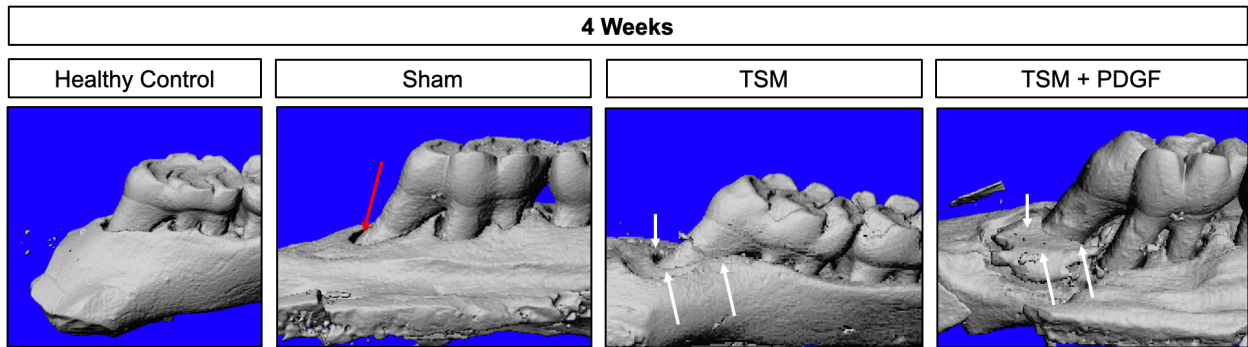 4 Weeks
Healthy Control
Sham
TSM
TSM + PDGF